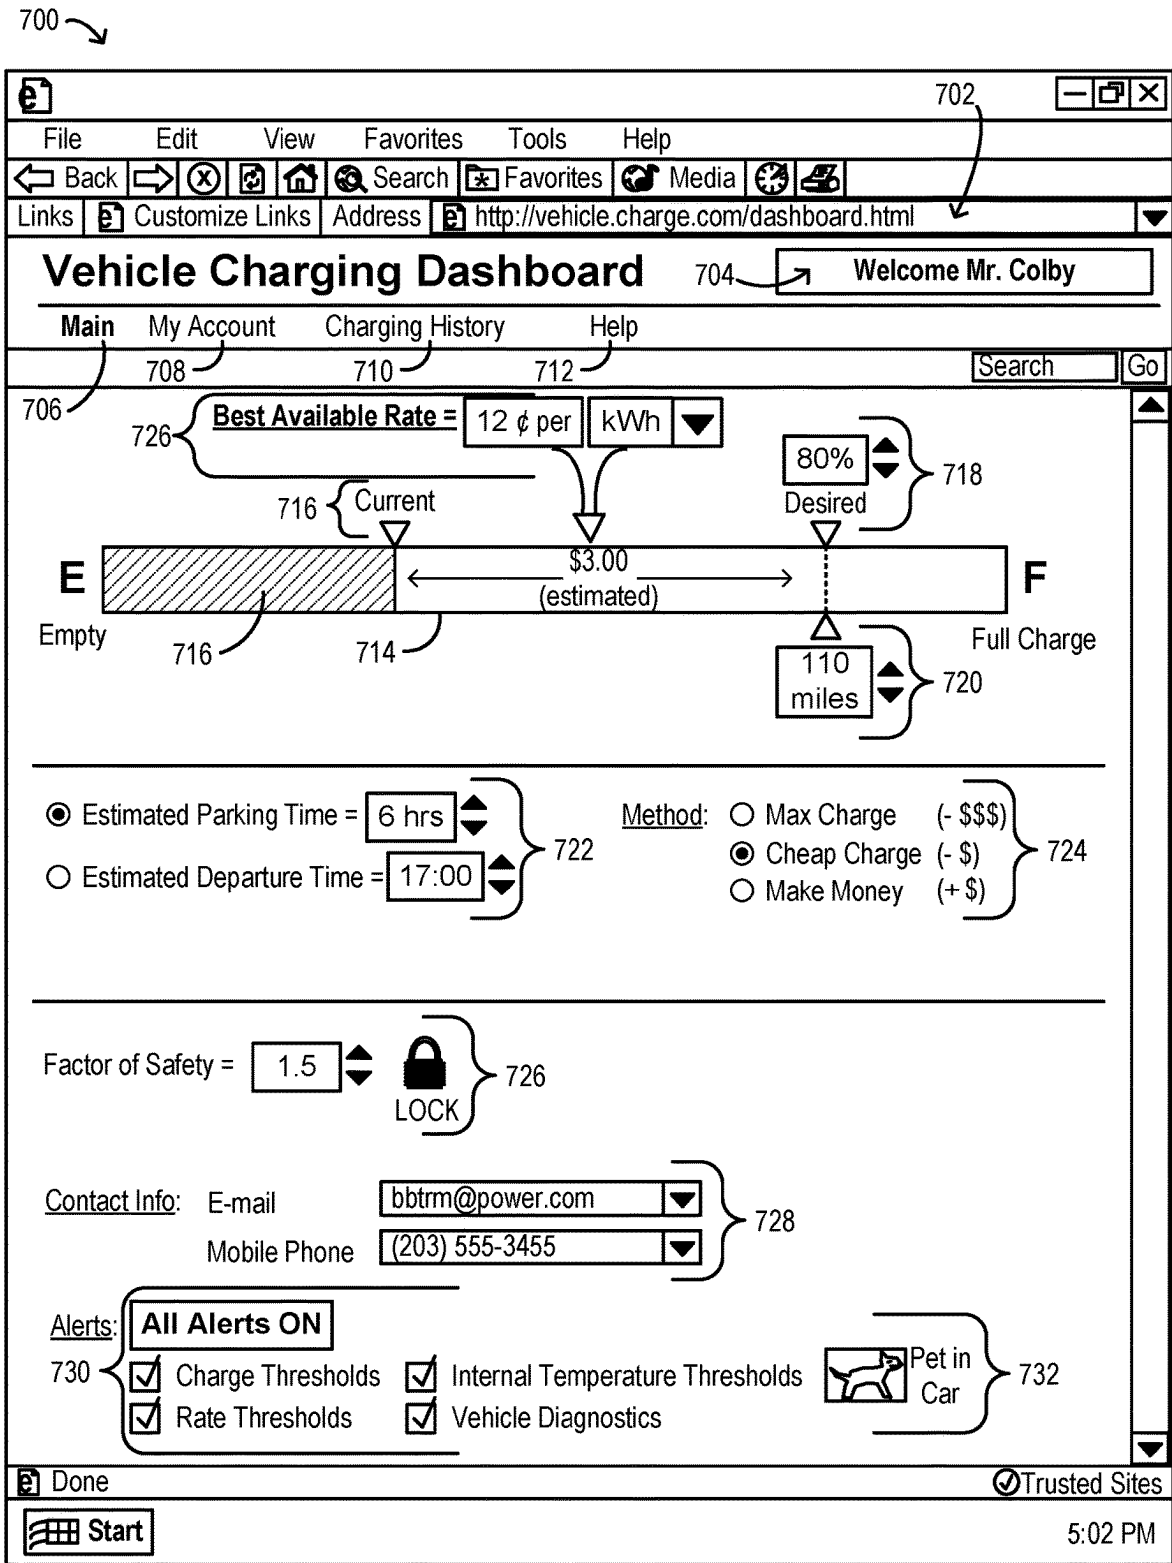 700
702
File Edit View Favorites Tools Help
Back Search Favorites Media
Links Customize Links Address http://vehicle.charge.com/dashboard.html
Vehicle Charging Dashboard 704 Welcome Mr. Colby
Main My Account Charging History Help
706 708 710 712 Search Go
726 Best Available Rate = 12 ¢ per kWh
80% 718
716 Current Desired
E $3.00 F
(estimated)
Empty 716 714 Full Charge
110
miles 720
Estimated Parking Time = 6 hrs 722 Method: Max Charge (- $$$) 724
Cheap Charge (- $)
Estimated Departure Time = 17:00 Make Money (+ $)
Factor of Safety = 1.5 LOCK 726
Contact Info: E-mail bbtrm@power.com 728
Mobile Phone (203) 555-3455
Alerts: All Alerts ON
730 Charge Thresholds Internal Temperature Thresholds Pet in Car 732
Rate Thresholds Vehicle Diagnostics
Done Trusted Sites
Start 5:02 PM